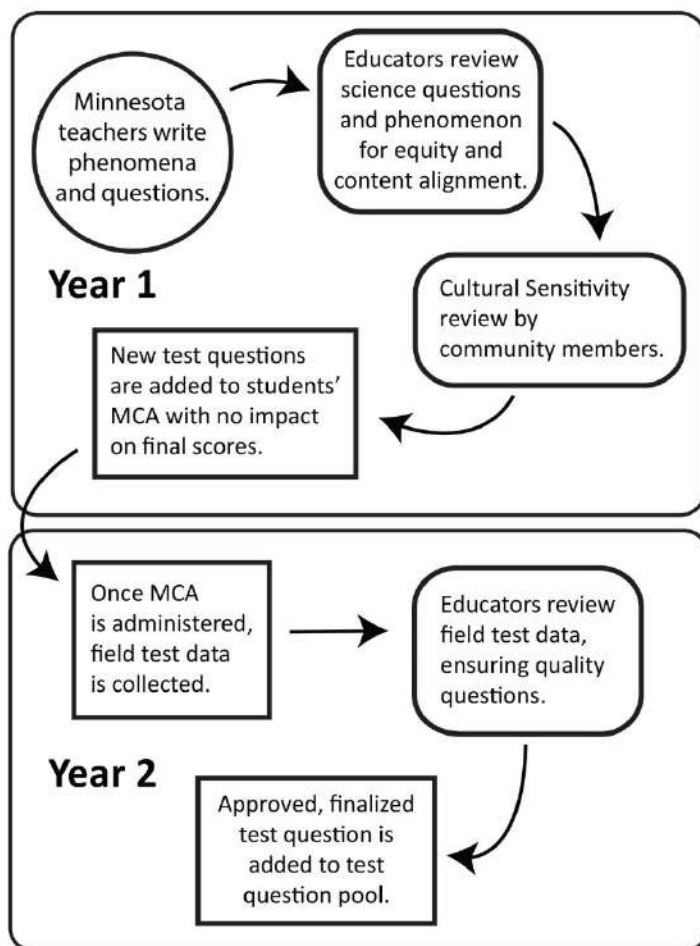 Minnesota
teachers write
phenomena
and questions.
Educators review
science questions
and phenomenon
for equity and
content alignment.
Year 1
Cultural Sensitivity
review by
community members.
New test questions
are added to students’
MCA with no impact
on final scores.
Once MCA
is administered,
field test data
is collected.
Educators review
field test data,
ensuring quality
questions.
Year 2
Approved, finalized
test question is
added to test
question pool.